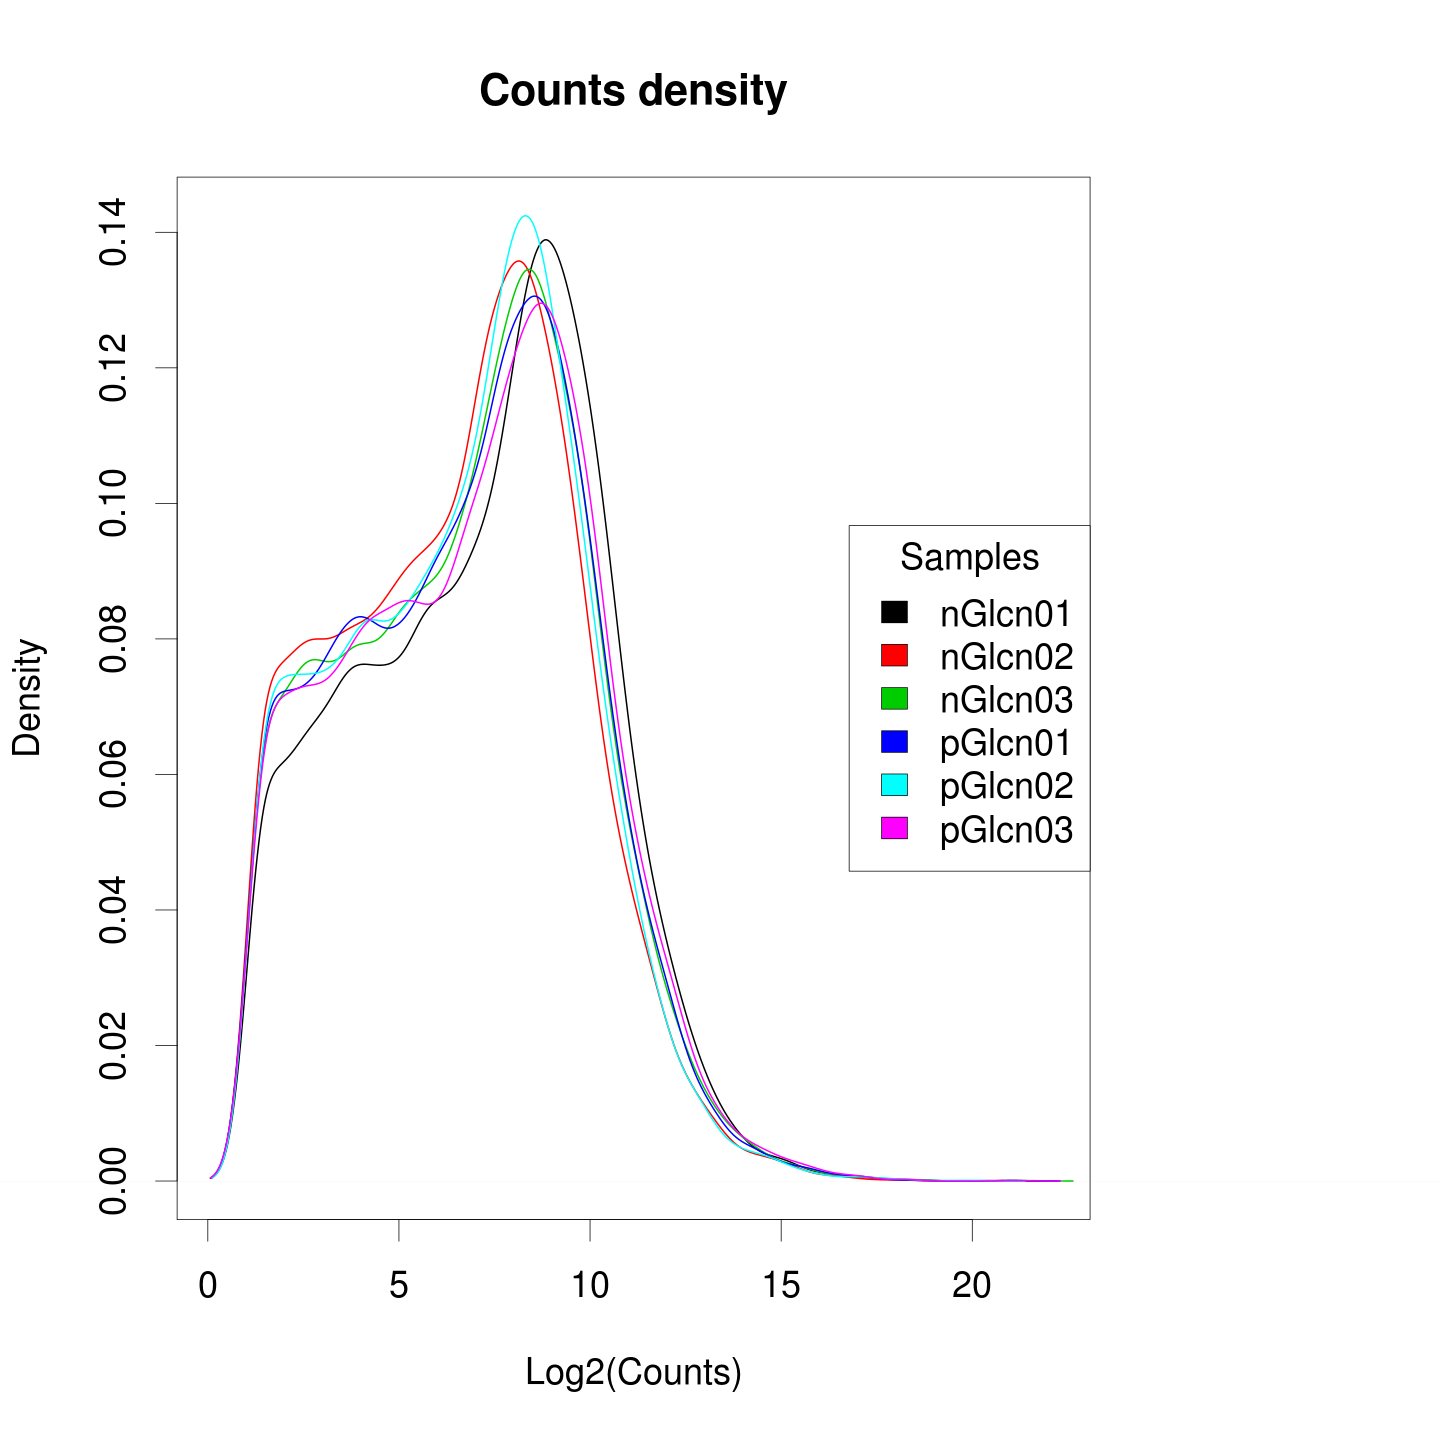 Counts density
Density
0.14
0.12
0.10
0.08
0.06
0.04
0.02
0.00
0 5 10 15 20
Log2(Counts)
Samples
nGlcn01
nGlcn02
nGlcn03
pGlcn01
pGlcn02
pGlcn03